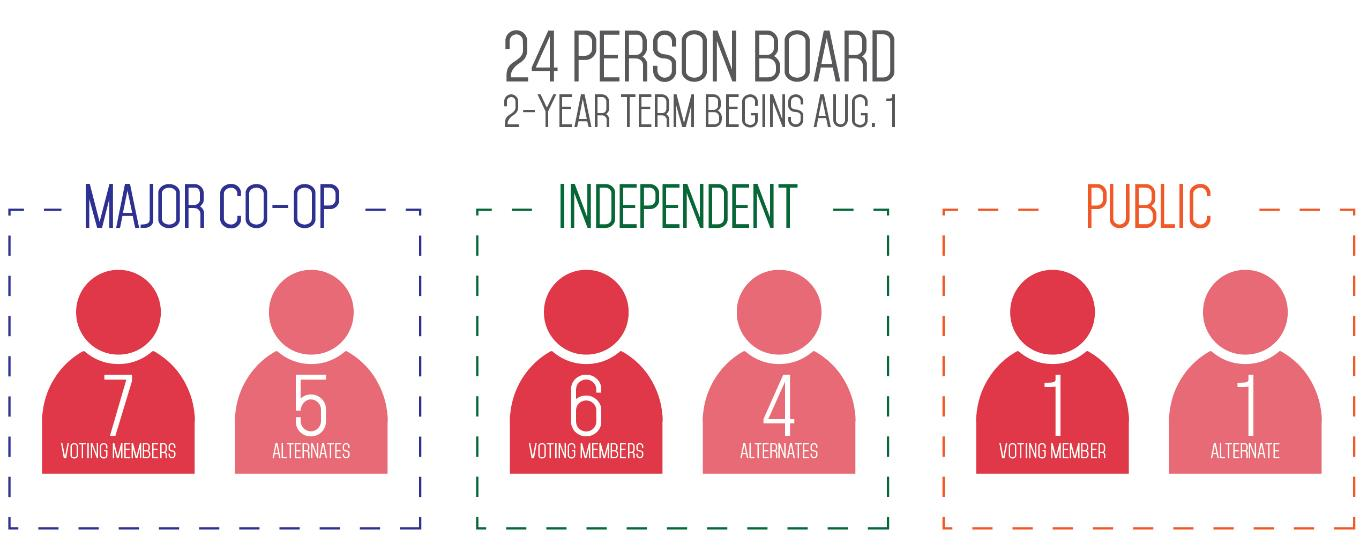 24 PERSON BOARD
2-YEAR TERM BEGINS AUG. 1
MAJOR CO-OP
7
VOTING MEMBERS
5
ALTERNATES
INDEPENDENT
6
VOTING MEMBERS
4
ALTERNATES
PUBLIC
1
VOTING MEMBER
1
ALTERNATE